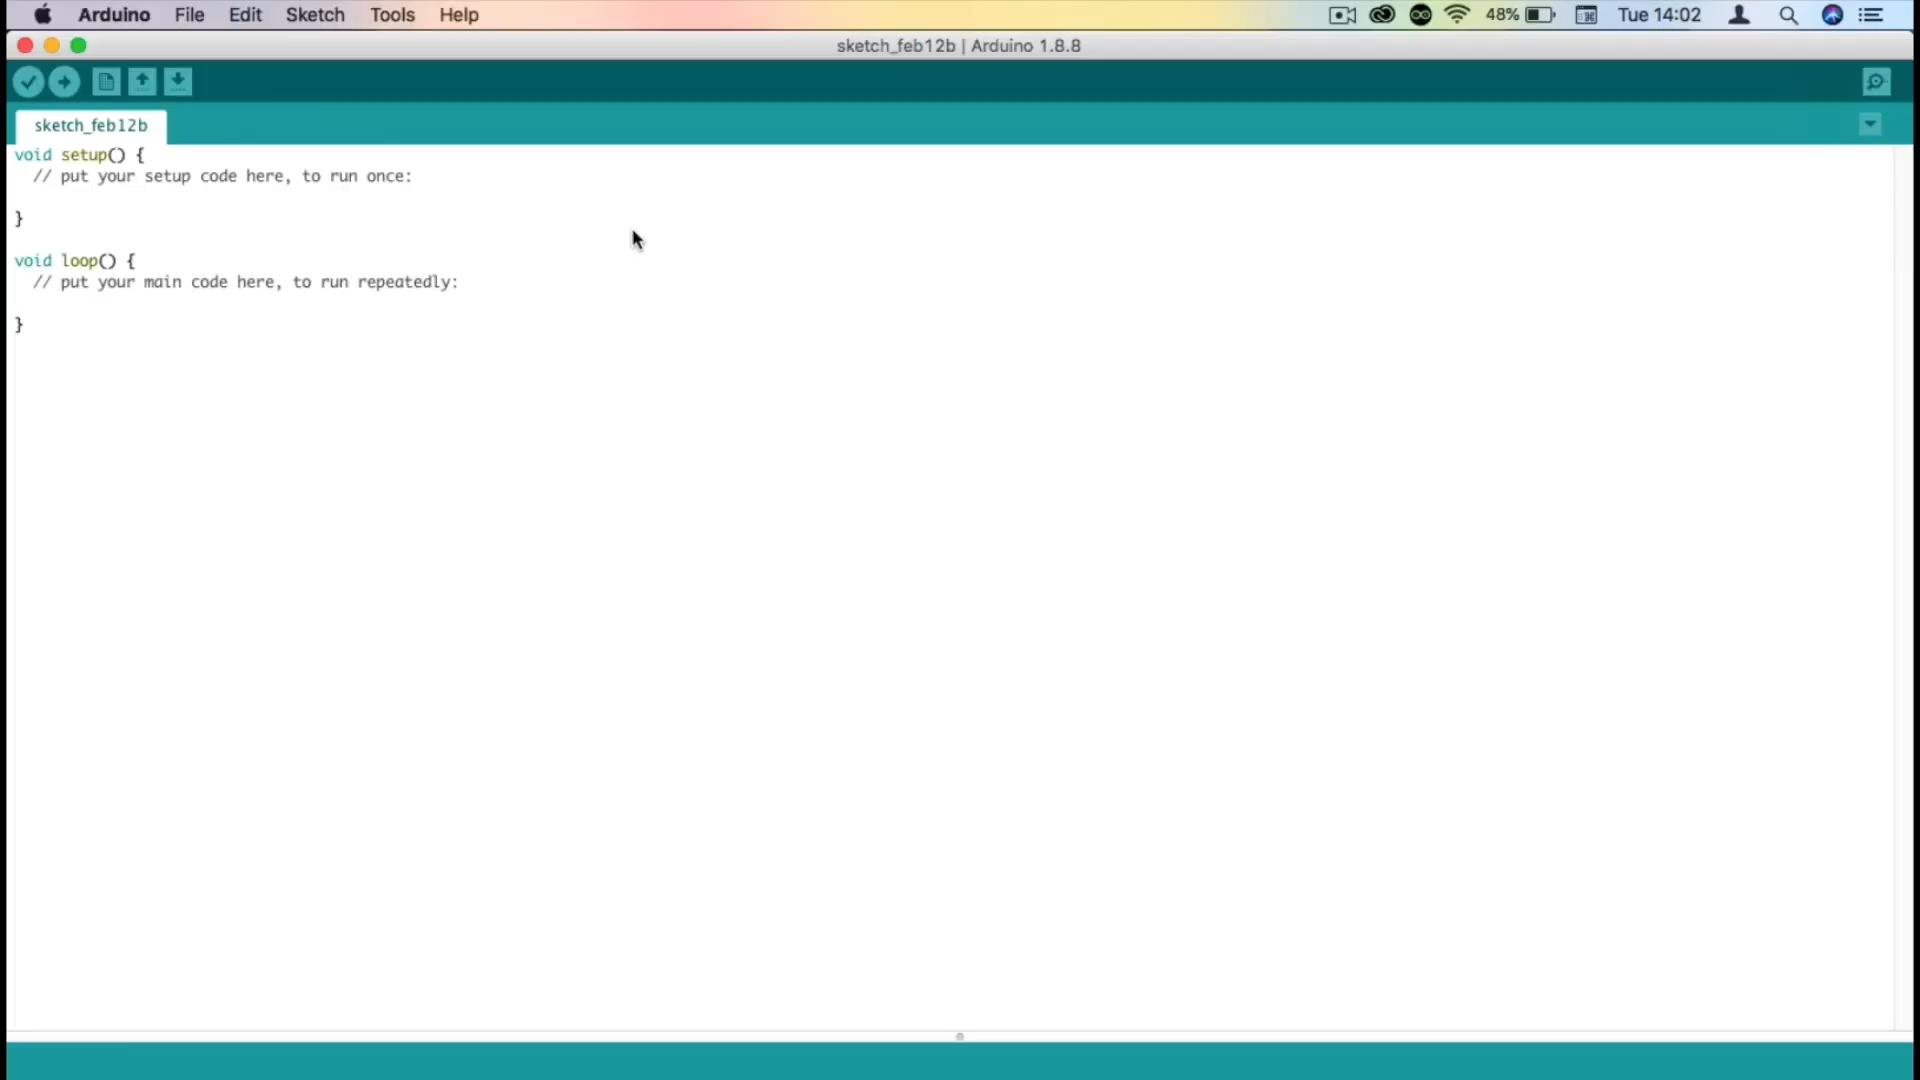 Arduino File Edit Sketch Tools Help 48% Tue 14:02
sketch_feb12b | Arduino 1.8.8
sketch_feb12b
void setup() {
  // put your setup code here, to run once:
}
void loop() {
  // put your main code here, to run repeatedly:
}